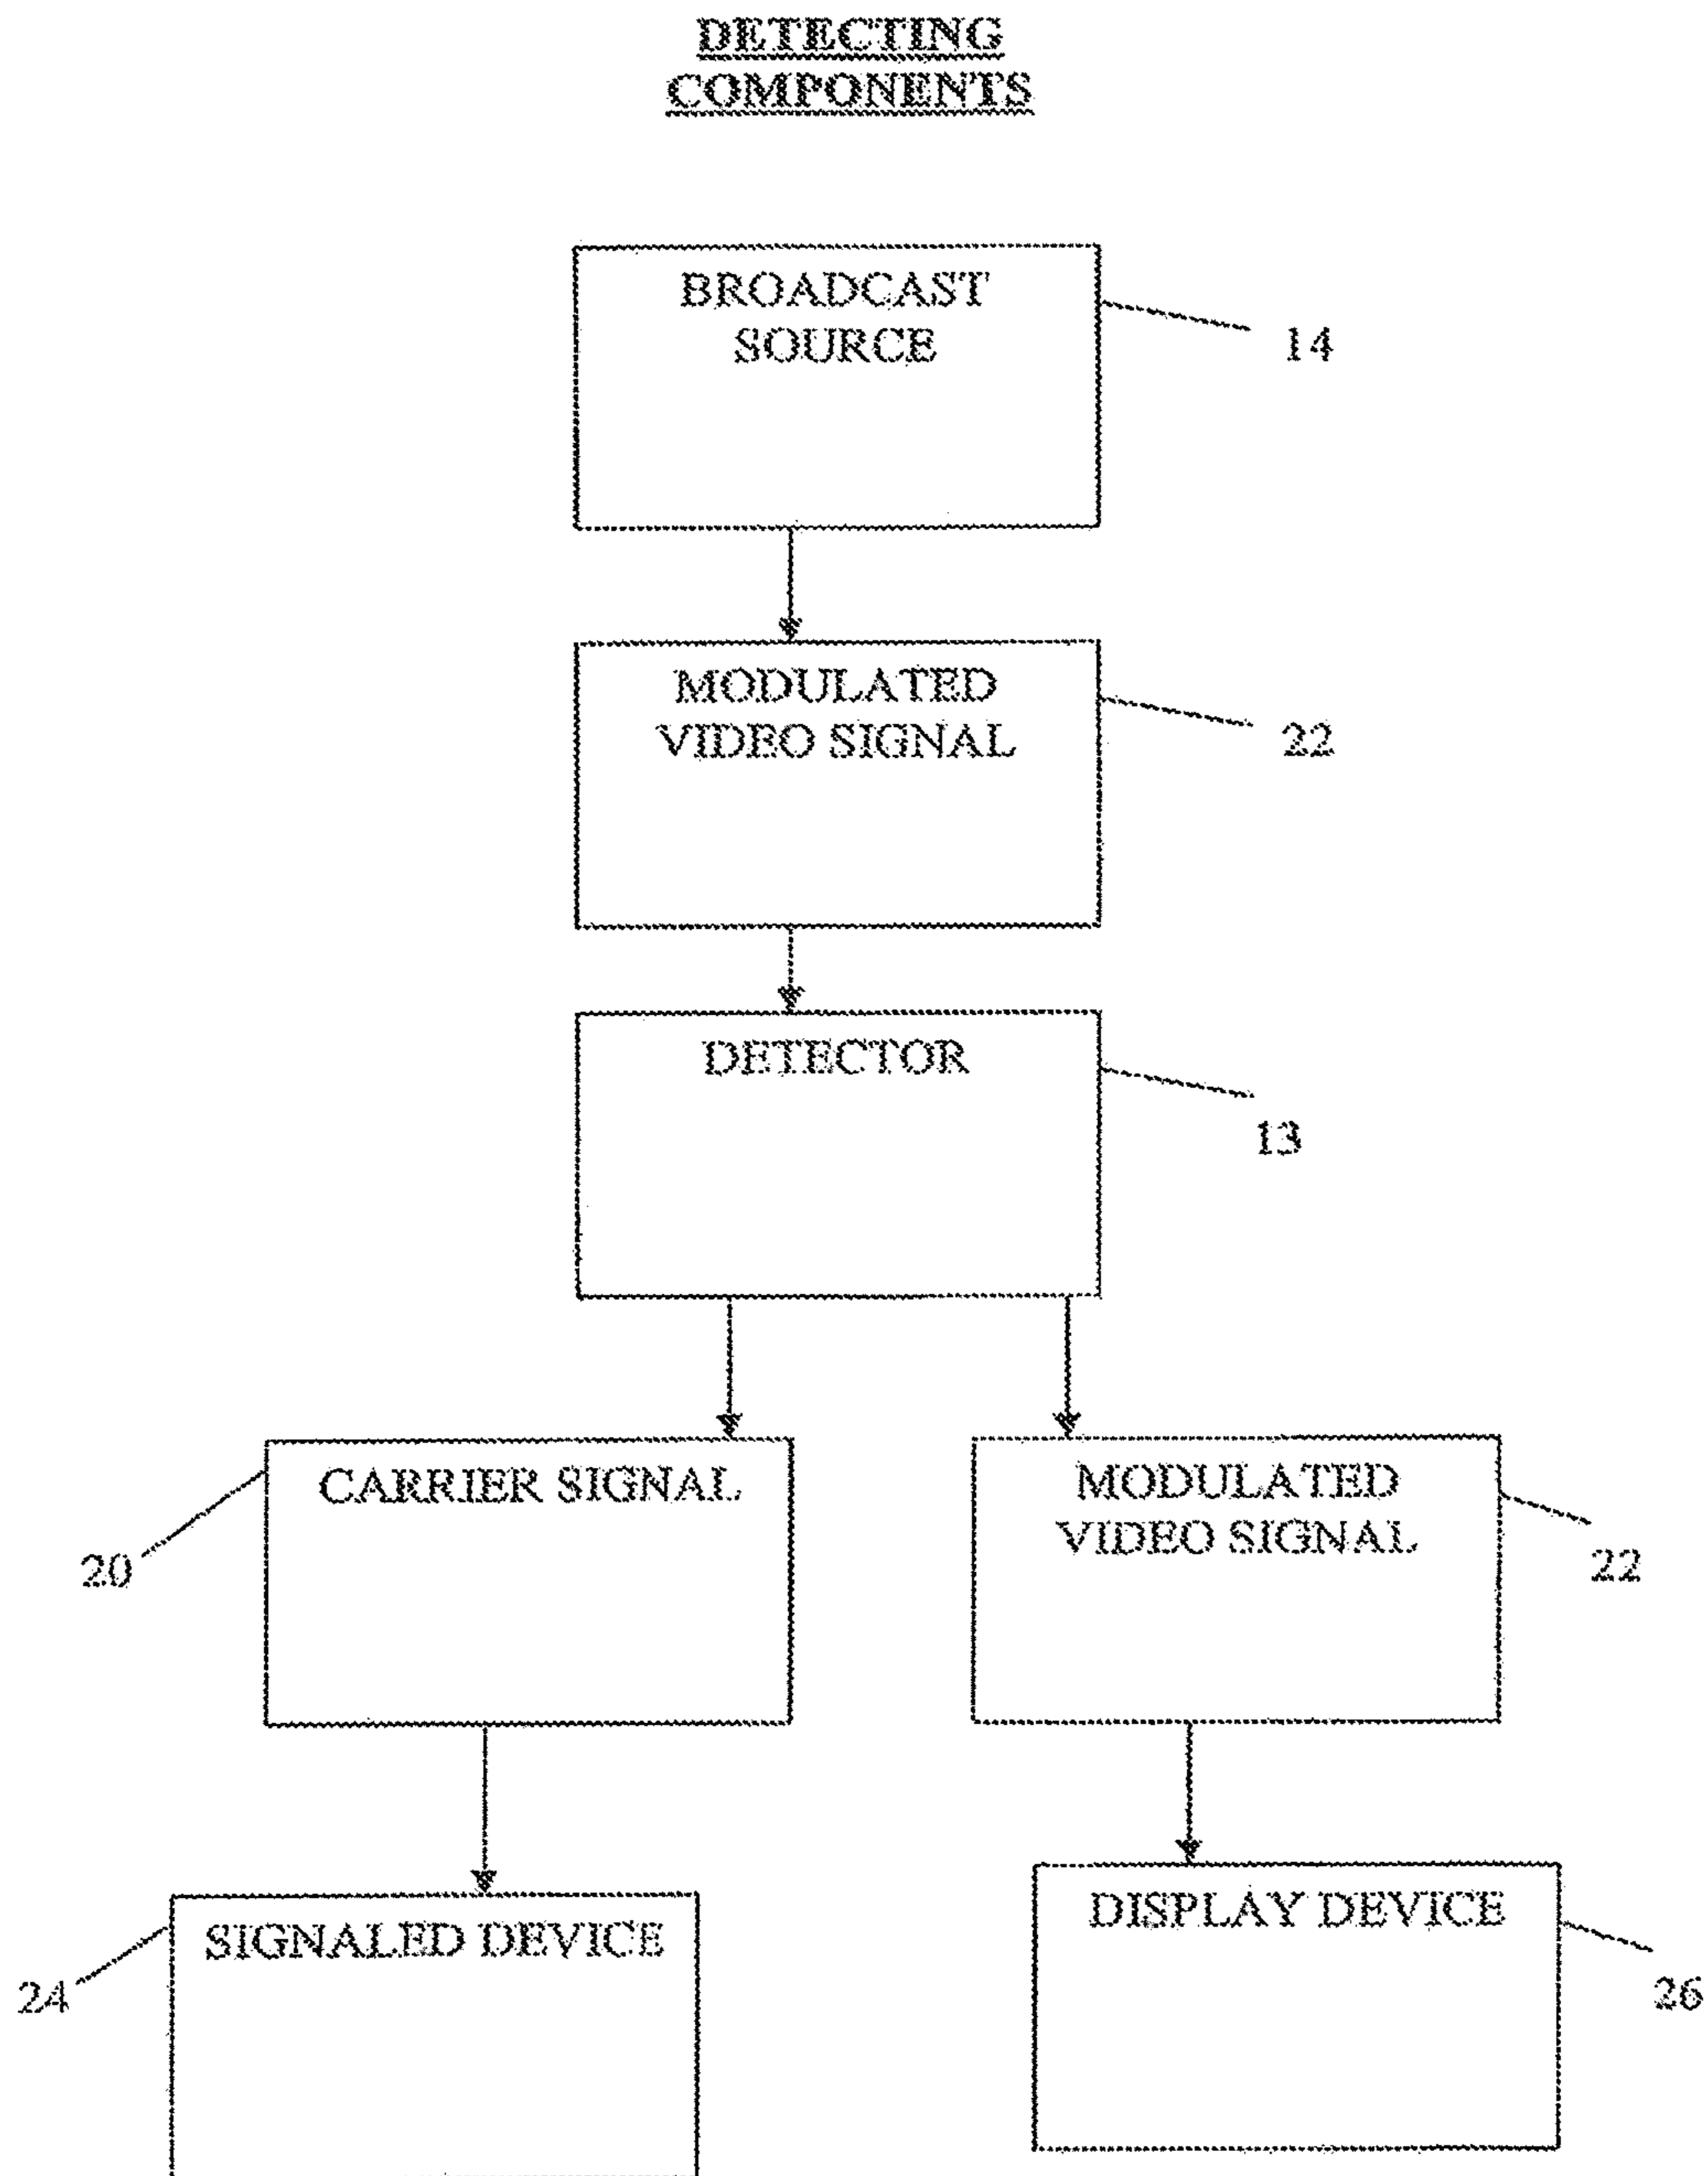 DETECTING
COMPONENTS
BROADCAST
SOURCE
14
MODULATED
VIDEO SIGNAL
22
DETECTOR
13
CARRIER SIGNAL
20
MODULATED
VIDEO SIGNAL
22
SIGNALED DEVICE
24
DISPLAY DEVICE
26